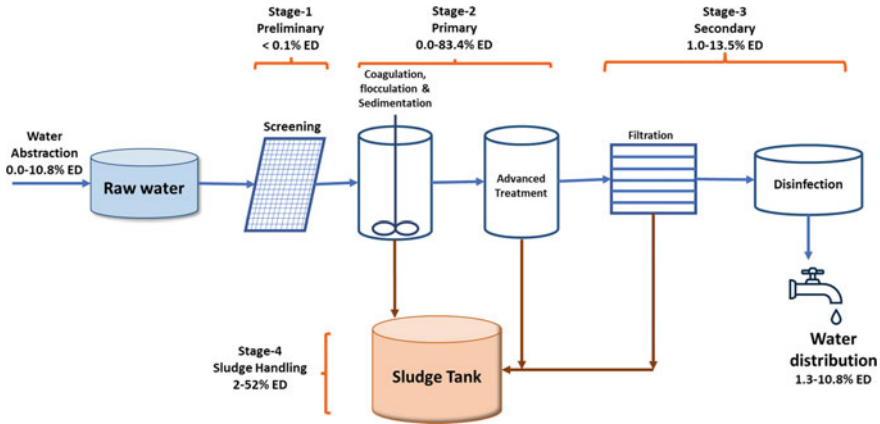 Stage-1
Preliminary
< 0.1% ED
Stage-2
Primary
0.0-83.4% ED
Stage-3
Secondary
1.0-13.5% ED
Coagulation,
flocculation &
Sedimentation
Screening
Filtration
Water
Abstraction
0.0-10.8% ED
Raw water
Advanced
Treatment
Disinfection
Stage-4
Sludge Handling
2-52% ED
Sludge Tank
Water
distribution
1.3-10.8% ED